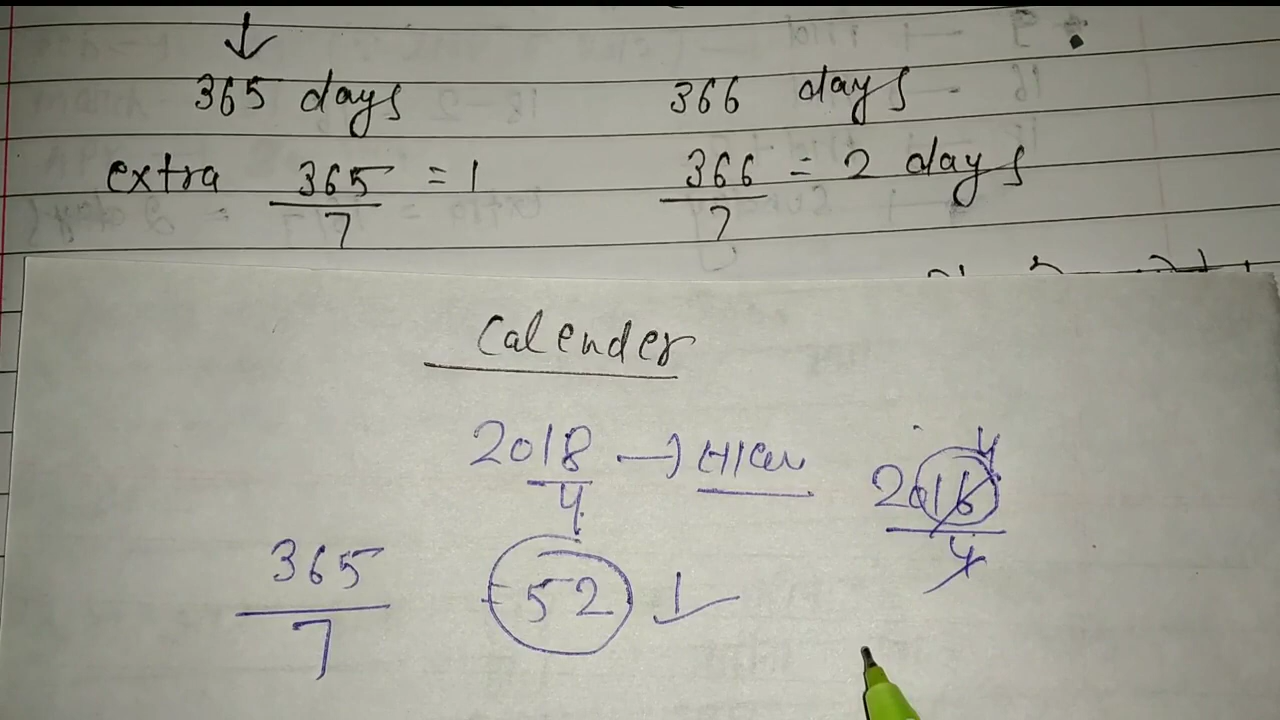 365 days 366 days
extra 365/7 = 1 366/7 = 2 days
Calender
2018/4 → 2016/4 4
365/7 52 1